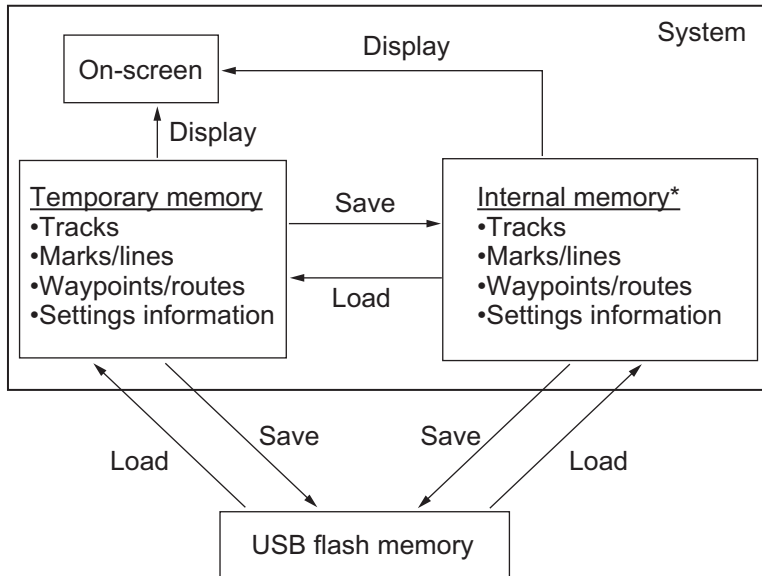 System
On-screen
Display
Display
Temporary memory
•Tracks
•Marks/lines
•Waypoints/routes
•Settings information
Save
Load
Internal memory*
•Tracks
•Marks/lines
•Waypoints/routes
•Settings information
Load
Save
Save
Load
USB flash memory